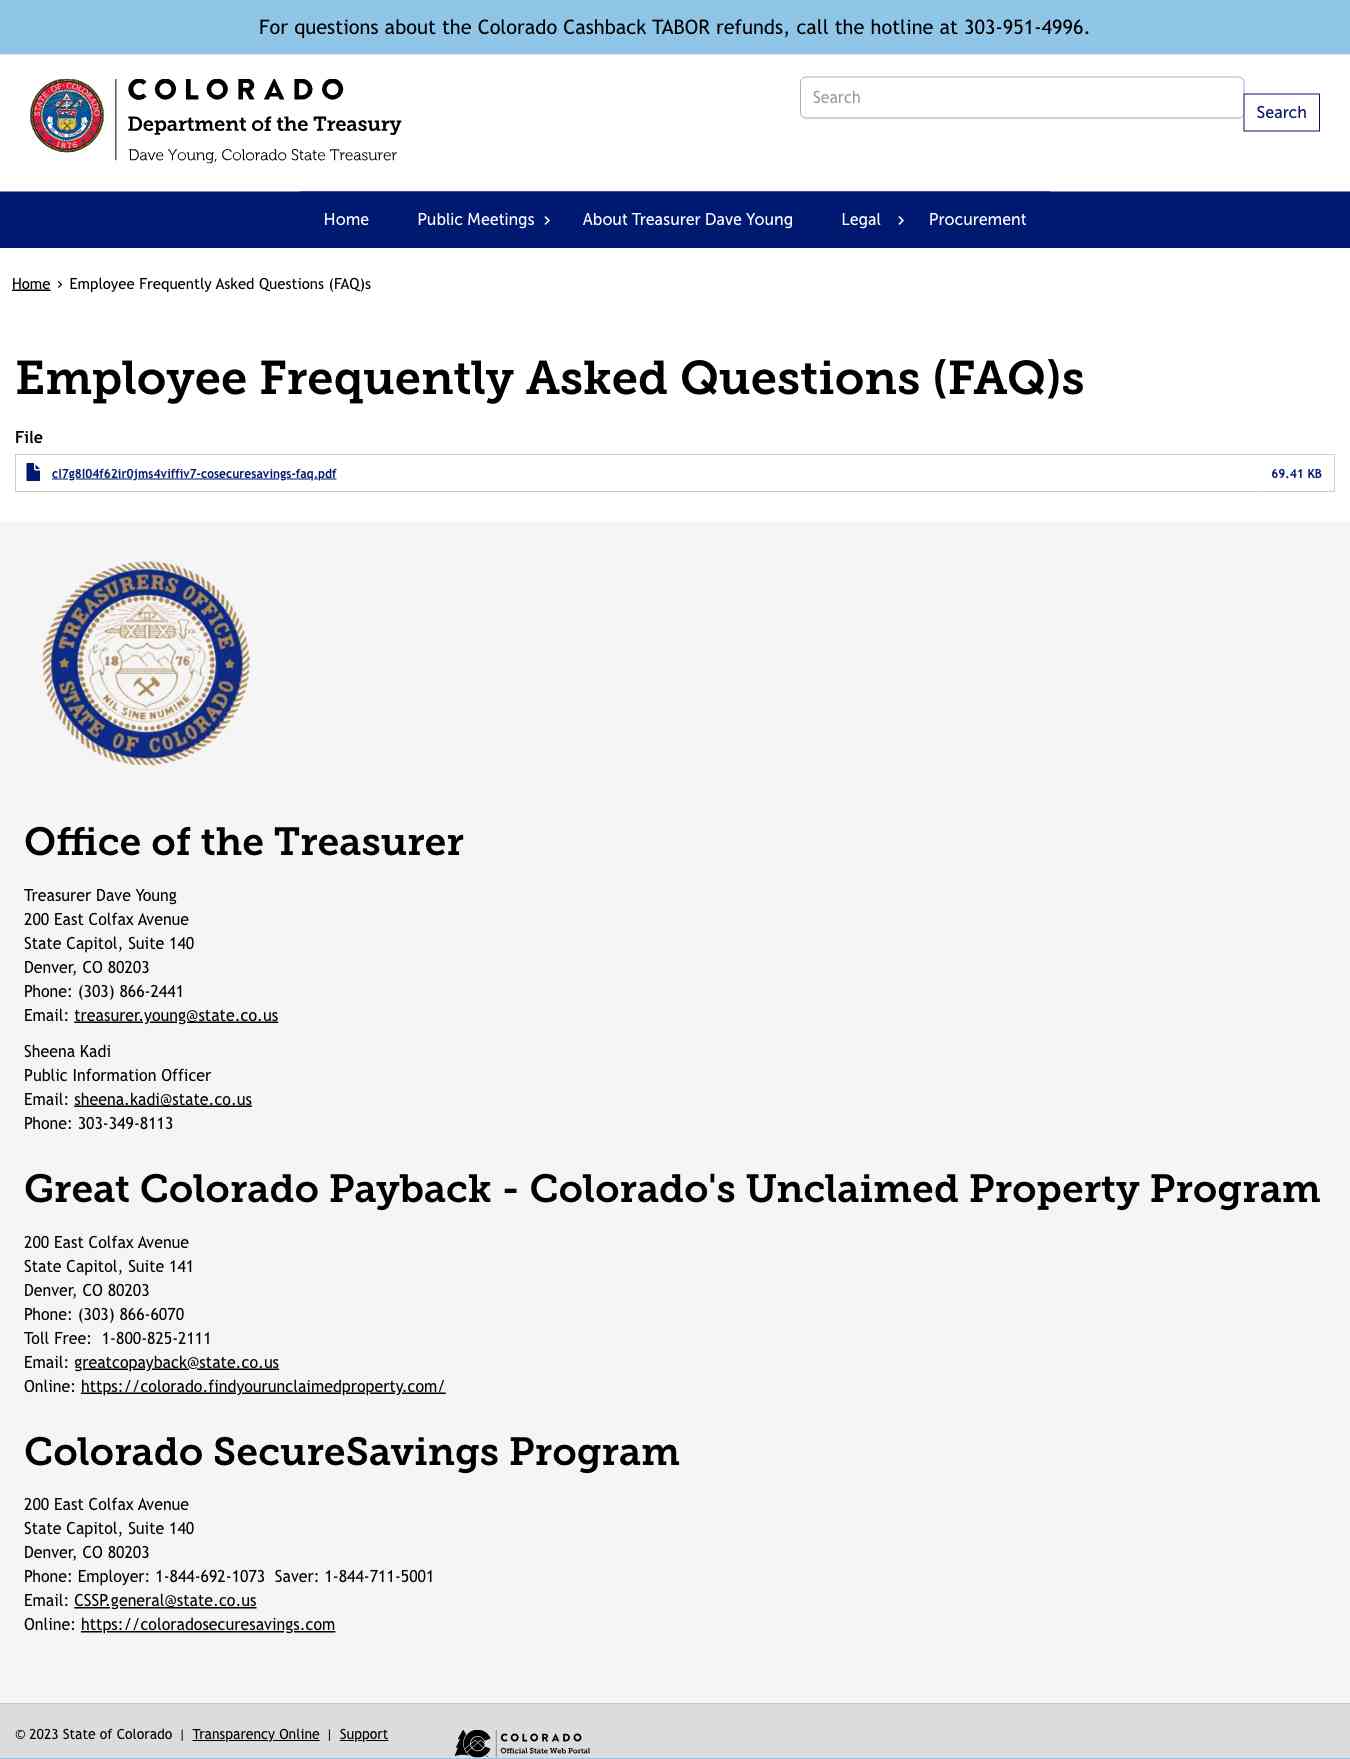 For questions about the Colorado Cashback TABOR refunds, call the hotline at 303-951-4996.
STATE OF COLORADO
1876
COLORADO
Department of the Treasury
Dave Young, Colorado State Treasurer
Search
Search
Home
Public Meetings
About Treasurer Dave Young
Legal
Procurement
Home › Employee Frequently Asked Questions (FAQ)s
Employee Frequently Asked Questions (FAQ)s
File
cl7g8l04f62ir0jms4viffiv7-cosecuresavings-faq.pdf
69.41 KB
TREASURERS OFFICE
18 76
NIL SINE NUMINE
STATE OF COLORADO
Office of the Treasurer
Treasurer Dave Young
200 East Colfax Avenue
State Capitol, Suite 140
Denver, CO 80203
Phone: (303) 866-2441
Email: treasurer.young@state.co.us
Sheena Kadi
Public Information Officer
Email: sheena.kadi@state.co.us
Phone: 303-349-8113
Great Colorado Payback - Colorado's Unclaimed Property Program
200 East Colfax Avenue
State Capitol, Suite 141
Denver, CO 80203
Phone: (303) 866-6070
Toll Free:  1-800-825-2111
Email: greatcopayback@state.co.us
Online: https://colorado.findyourunclaimedproperty.com/
Colorado SecureSavings Program
200 East Colfax Avenue
State Capitol, Suite 140
Denver, CO 80203
Phone: Employer: 1-844-692-1073  Saver: 1-844-711-5001
Email: CSSP.general@state.co.us
Online: https://coloradosecuresavings.com
© 2023 State of Colorado | Transparency Online | Support
COLORADO
Official State Web Portal